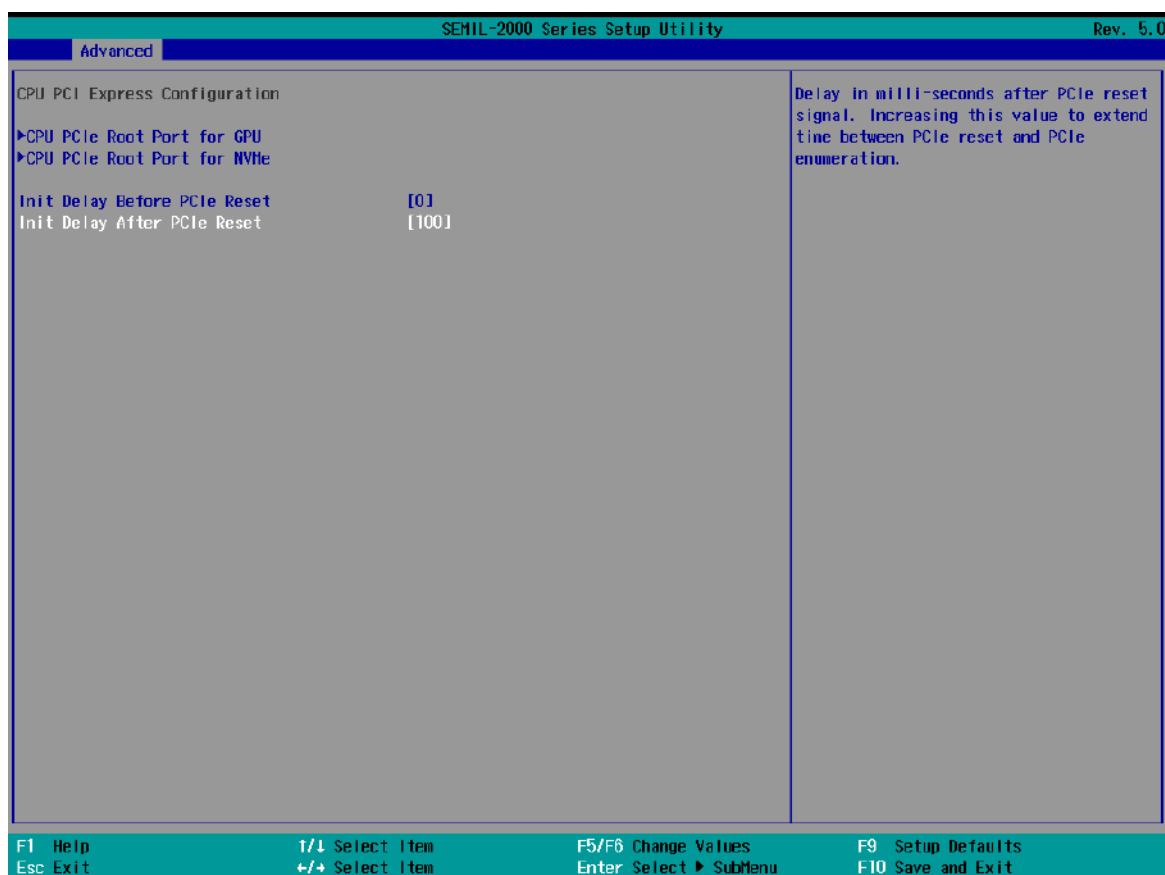 SEMIL-2000 Series Setup Utility Rev. 5.0
Advanced
CPU PCI Express Configuration
▶CPU PCIe Root Port for GPU
▶CPU PCIe Root Port for NVMe
Init Delay Before PCIe Reset [0]
Init Delay After PCIe Reset [100]
Delay in milli-seconds after PCIe reset
signal. Increasing this value to extend
time between PCIe reset and PCIe
enumeration.
F1 Help ↑/↓ Select Item F5/F6 Change Values F9 Setup Defaults
Esc Exit ←/→ Select Item Enter Select ▶ SubMenu F10 Save and Exit